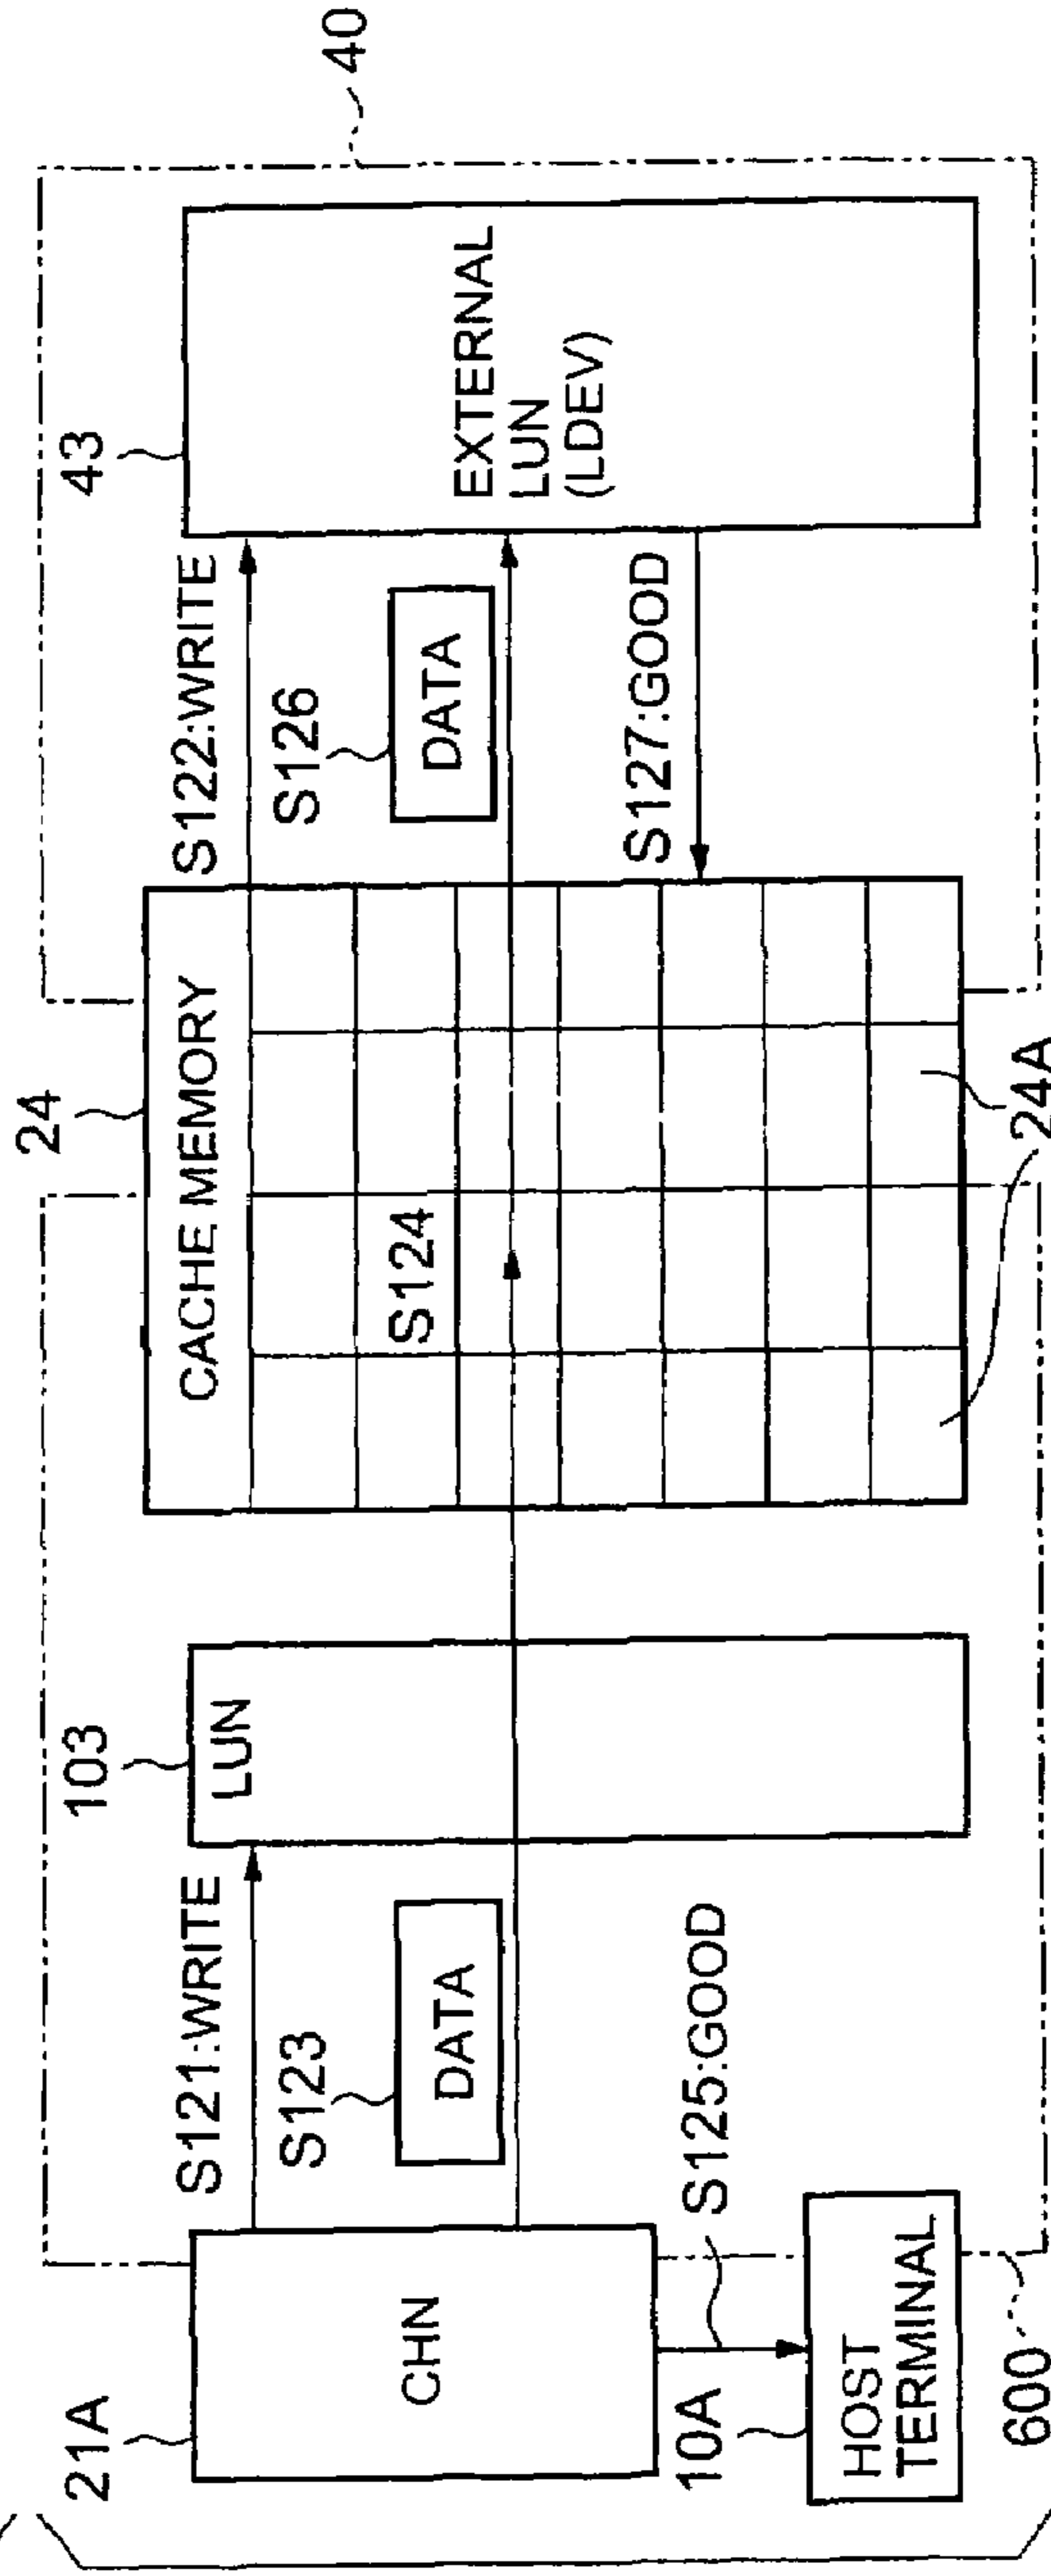 21A
CHN
S121:WRITE
S123
DATA
S125:GOOD
10A
HOST
TERMINAL
600
103
LUN
24
CACHE MEMORY
S124
24A
S122:WRITE
S126
DATA
S127:GOOD
43
EXTERNAL
LUN
(LDEV)
40